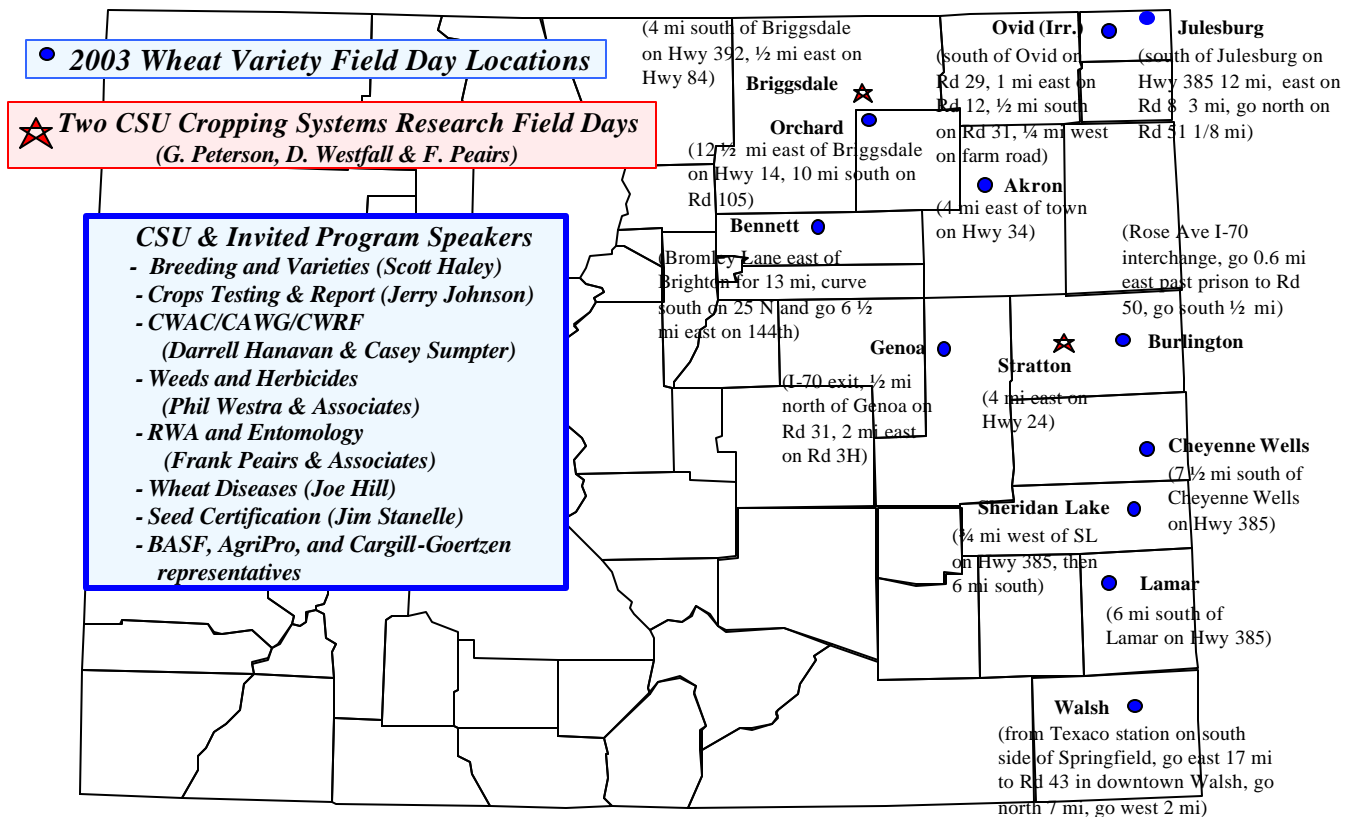 2003 Wheat Variety Field Day Locations
Two CSU Cropping Systems Research Field Days
(G. Peterson, D. Westfall & F. Peairs)
CSU & Invited Program Speakers
- Breeding and Varieties (Scott Haley)
- Crops Testing & Report (Jerry Johnson)
- CWAC/CAWG/CWRF
(Darrell Hanavan & Casey Sumpter)
- Weeds and Herbicides
(Phil Westra & Associates)
- RWA and Entomology
(Frank Peairs & Associates)
- Wheat Diseases (Joe Hill)
- Seed Certification (Jim Stanelle)
- BASF, AgriPro, and Cargill-Goertzen
representatives
(4 mi south of Briggsdale
on Hwy 392, ½ mi east on
Hwy 84)
Briggsdale
Ovid (Irr.)
(south of Ovid on
Rd 29, 1 mi east on
Rd 12, ½ mi south
on Rd 31, ¼ mi west
on farm road)
Julesburg
(south of Julesburg on
Hwy 385 12 mi, east on
Rd 8 3 mi, go north on
Rd 51 1/8 mi)
Orchard
(12 ½ mi east of Briggsdale
on Hwy 14, 10 mi south on
Rd 105)
Akron
(4 mi east of town
on Hwy 34)
Bennett
(Bromley Lane east of
Brighton for 13 mi, curve
south on 25 N and go 6 ½
mi east on 144th)
(Rose Ave I-70
interchange, go 0.6 mi
east past prison to Rd
50, go south ½ mi)
Burlington
Genoa
(I-70 exit, ½ mi
north of Genoa on
Rd 31, 2 mi east
on Rd 3H)
Stratton
(4 mi east on
Hwy 24)
Cheyenne Wells
(7 ½ mi south of
Cheyenne Wells
on Hwy 385)
Sheridan Lake
(¾ mi west of SL
on Hwy 385, then
6 mi south)
Lamar
(6 mi south of
Lamar on Hwy 385)
Walsh
(from Texaco station on south
side of Springfield, go east 17 mi
to Rd 43 in downtown Walsh, go
north 7 mi, go west 2 mi)